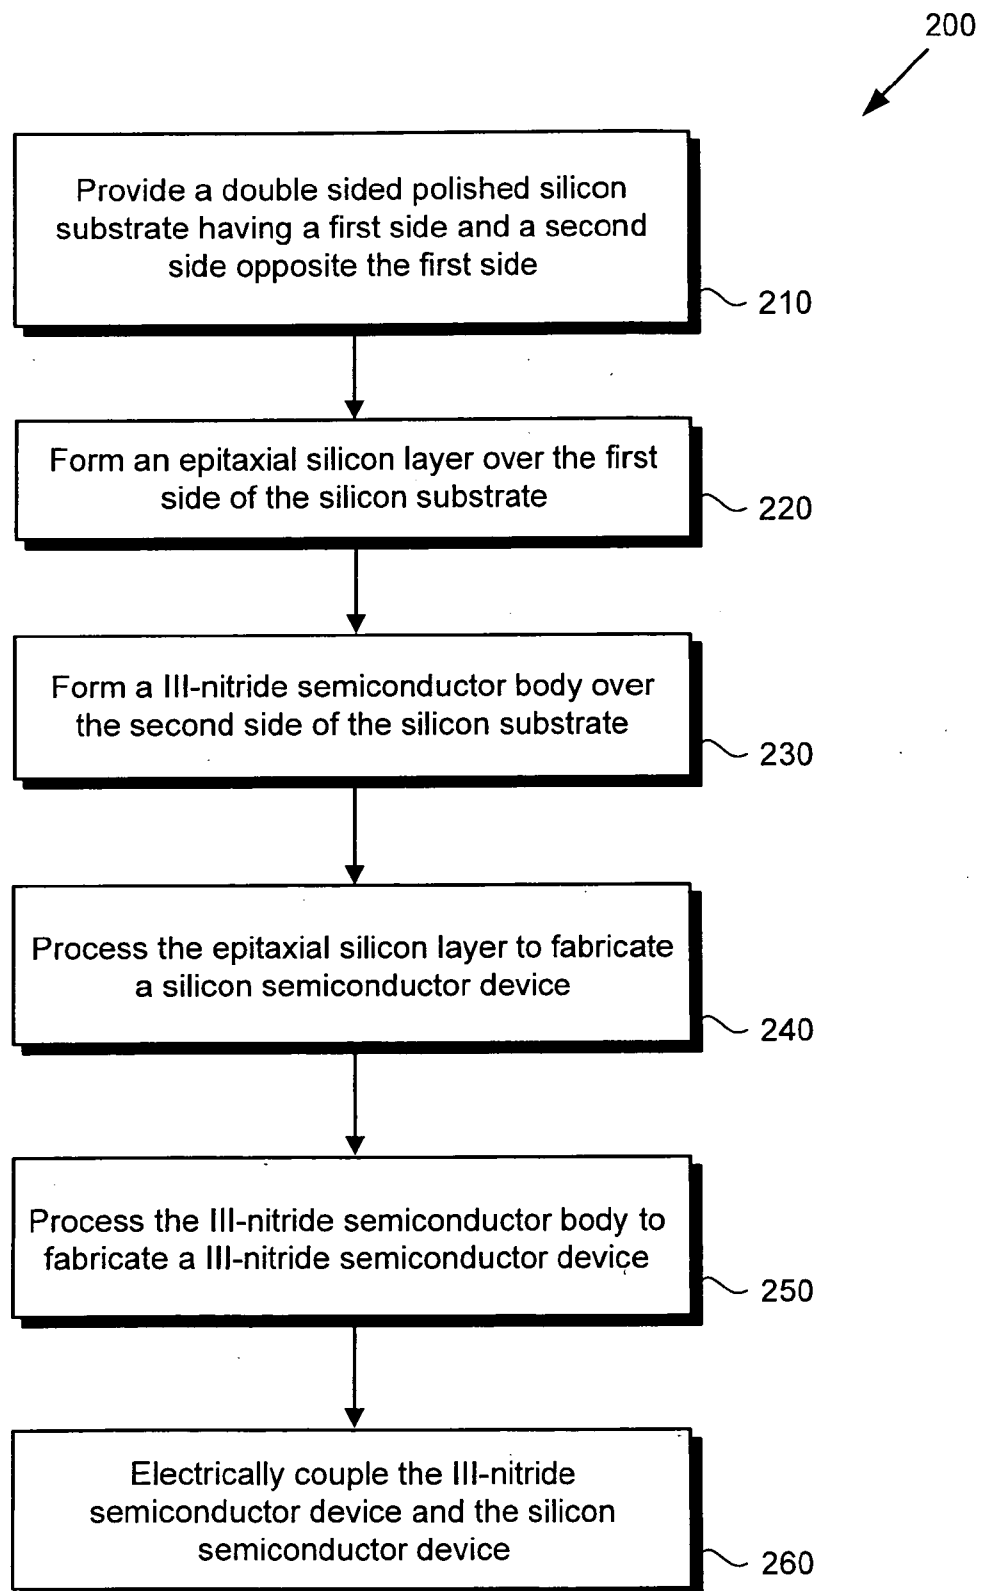 200
Provide a double sided polished silicon
substrate having a first side and a second
side opposite the first side
210
Form an epitaxial silicon layer over the first
side of the silicon substrate
220
Form a III-nitride semiconductor body over
the second side of the silicon substrate
230
Process the epitaxial silicon layer to fabricate
a silicon semiconductor device
240
Process the III-nitride semiconductor body to
fabricate a III-nitride semiconductor device
250
Electrically couple the III-nitride
semiconductor device and the silicon
semiconductor device
260